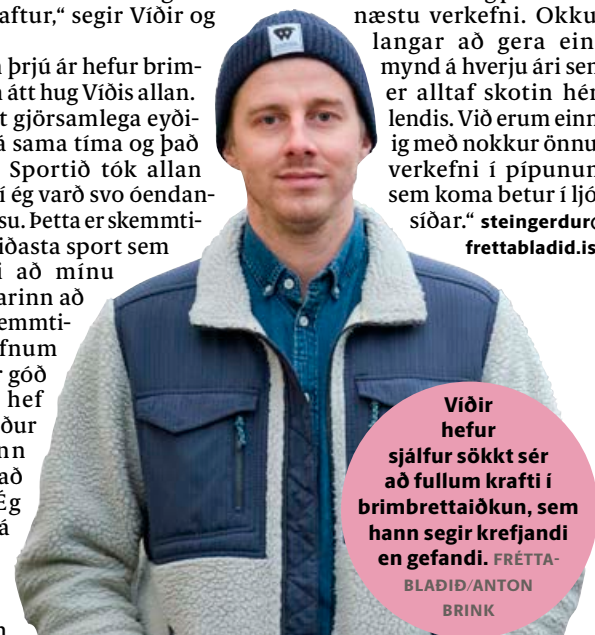 aftur,“ segir Víðir og
þrjú ár hefur brim-
átt hug Víðis allan.
gjörsamlega eyði-
á sama tíma og það
Sportið tók allan
í ég varð svo óendan-
su. Þetta er skemmti-
iðasta sport sem
að mínu
arinn að
emmti-
fnum
góð
hef
ður
nn
að
Ég
á
næstu verkefni. Okku
langar að gera ein
mynd á hverju ári sem
er alltaf skotin hér
lendis. Við erum einn
ig með nokkur önnu
verkefni í pípunum
sem koma betur í ljó
síðar.“ steingerdur@
frettabladid.is
Víðir
hefur
sjálfur sökkt sér
að fullum krafti í
brimbrettaiðkun, sem
hann segir krefjandi
en gefandi. FRÉTTA-
BLAÐIÐ/ANTON
BRINK